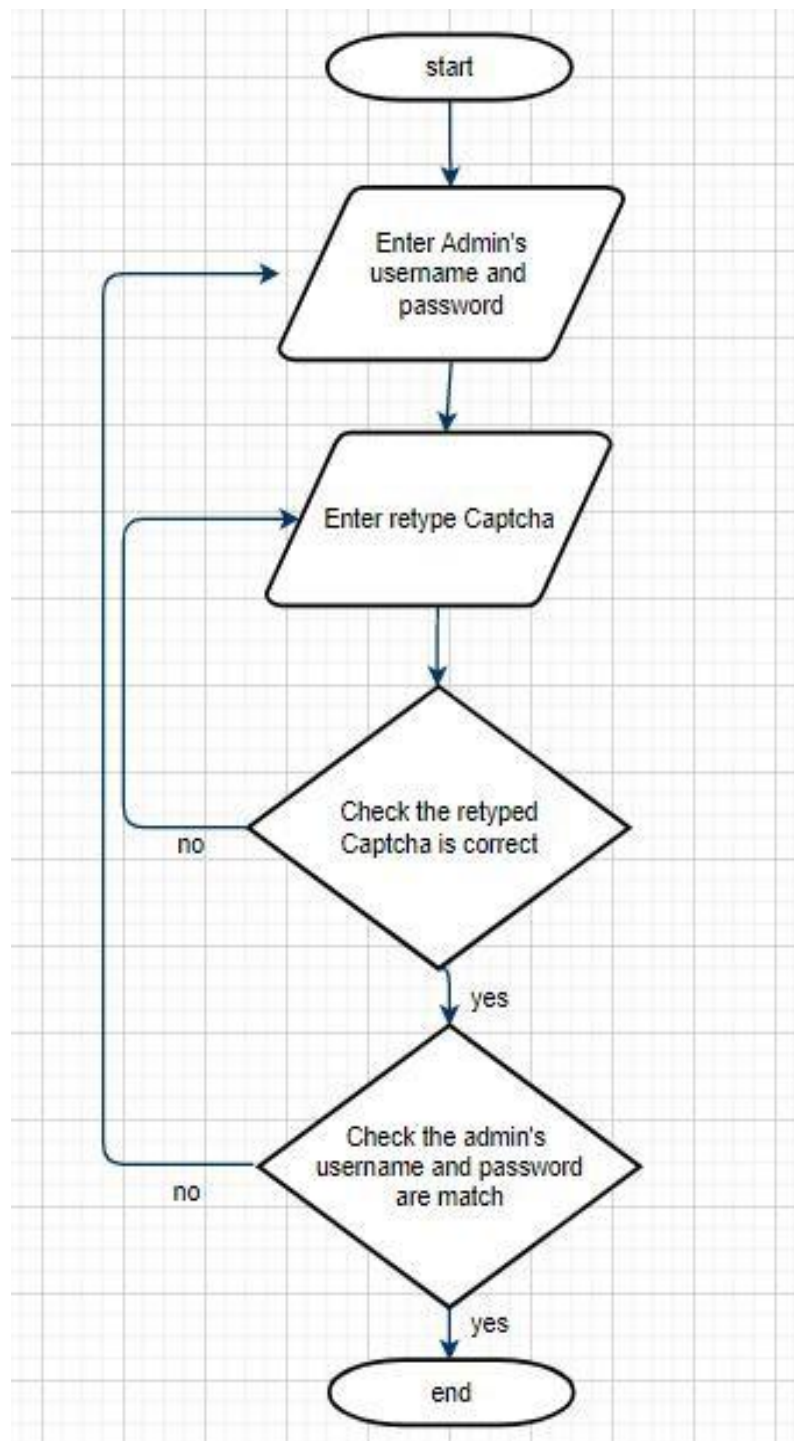 start
Enter Admin's
username and
password
Enter retype Captcha
Check the retyped
Captcha is correct
no
yes
Check the admin's
username and password
are match
no
yes
end